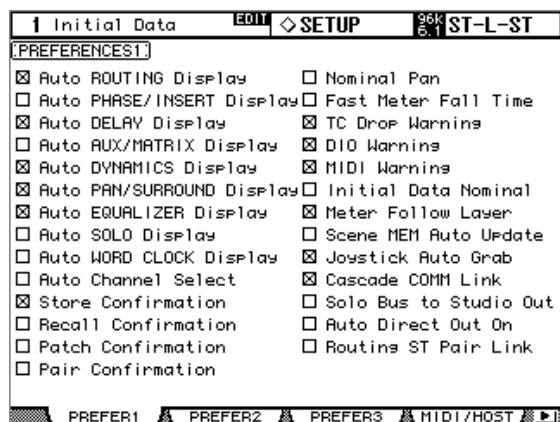 1 Initial Data EDIT ◇SETUP 96k 6.1 ST-L-ST
PREFERENCES1
☒ Auto ROUTING Display ☐ Nominal Pan
☐ Auto PHASE/INSERT Display ☐ Fast Meter Fall Time
☒ Auto DELAY Display ☒ TC Drop Warning
☐ Auto AUX/MATRIX Display ☒ DIO Warning
☒ Auto DYNAMICS Display ☒ MIDI Warning
☒ Auto PAN/SURROUND Display ☐ Initial Data Nominal
☒ Auto EQUALIZER Display ☒ Meter Follow Layer
☐ Auto SOLO Display ☐ Scene MEM Auto Update
☐ Auto WORD CLOCK Display ☒ Joystick Auto Grab
☐ Auto Channel Select ☒ Cascade COMM Link
☒ Store Confirmation ☐ Solo Bus to Studio Out
☐ Recall Confirmation ☐ Auto Direct Out On
☐ Patch Confirmation ☐ Routing ST Pair Link
☐ Pair Confirmation
PREFER1 PREFER2 PREFER3 MIDI/HOST